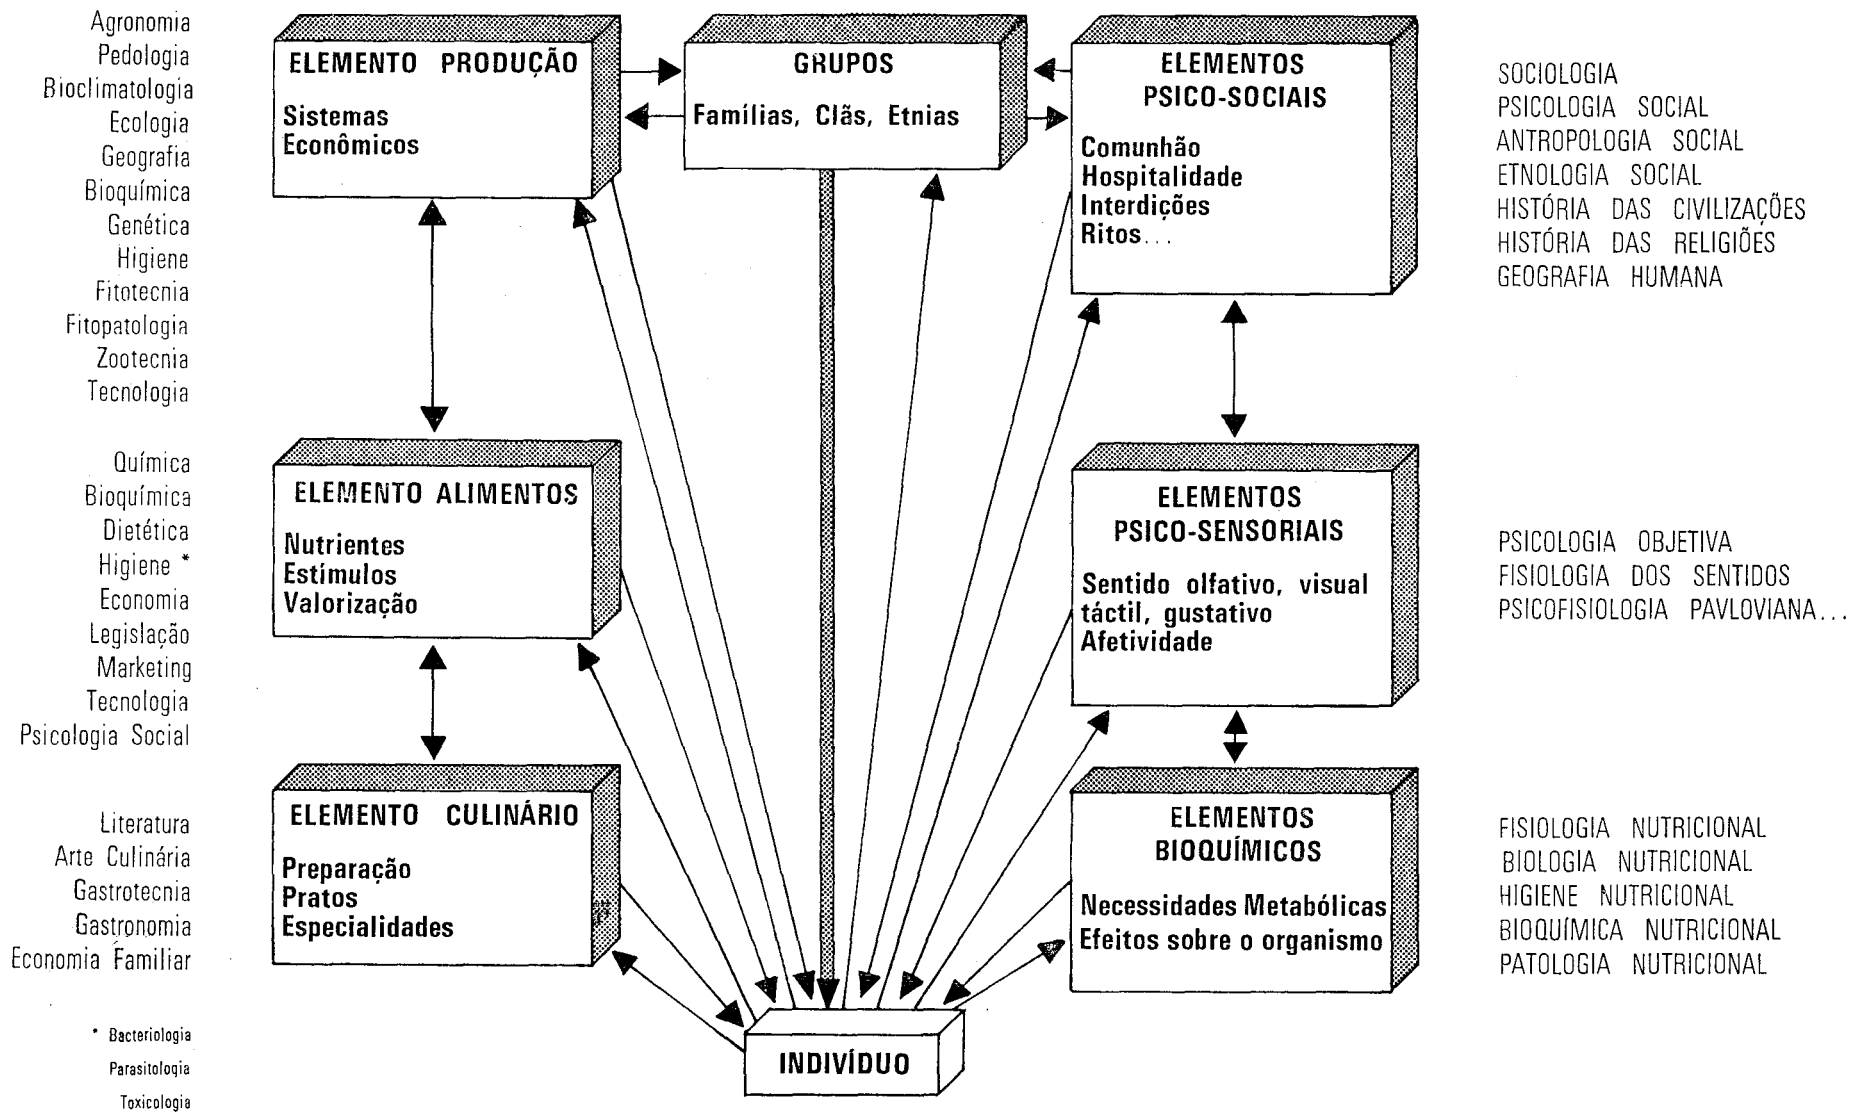 Agronomia
Pedologia
Bioclimatologia
Ecologia
Geografia
Bioquímica
Genética
Higiene
Fitotecnia
Fitopatologia
Zootecnia
Tecnologia
Química
Bioquímica
Dietética
Higiene *
Economia
Legislação
Marketing
Tecnologia
Psicologia Social
Literatura
Arte Culinária
Gastrotecnia
Gastronomia
Economia Familiar
* Bacteriologia
Parasitologia
Toxicologia
ELEMENTO PRODUÇÃO
Sistemas
Econômicos
ELEMENTO ALIMENTOS
Nutrientes
Estímulos
Valorização
ELEMENTO CULINÁRIO
Preparação
Pratos
Especialidades
GRUPOS
Famílias, Clãs, Etnias
INDIVÍDUO
ELEMENTOS
PSICO-SOCIAIS
Comunhão
Hospitalidade
Interdições
Ritos...
ELEMENTOS
PSICO-SENSORIAIS
Sentido olfativo, visual
táctil, gustativo
Afetividade
ELEMENTOS
BIOQUÍMICOS
Necessidades Metabólicas
Efeitos sobre o organismo
SOCIOLOGIA
PSICOLOGIA SOCIAL
ANTROPOLOGIA SOCIAL
ETNOLOGIA SOCIAL
HISTÓRIA DAS CIVILIZAÇÕES
HISTÓRIA DAS RELIGIÕES
GEOGRAFIA HUMANA
PSICOLOGIA OBJETIVA
FISIOLOGIA DOS SENTIDOS
PSICOFISIOLOGIA PAVLOVIANA...
FISIOLOGIA NUTRICIONAL
BIOLOGIA NUTRICIONAL
HIGIENE NUTRICIONAL
BIOQUÍMICA NUTRICIONAL
PATOLOGIA NUTRICIONAL